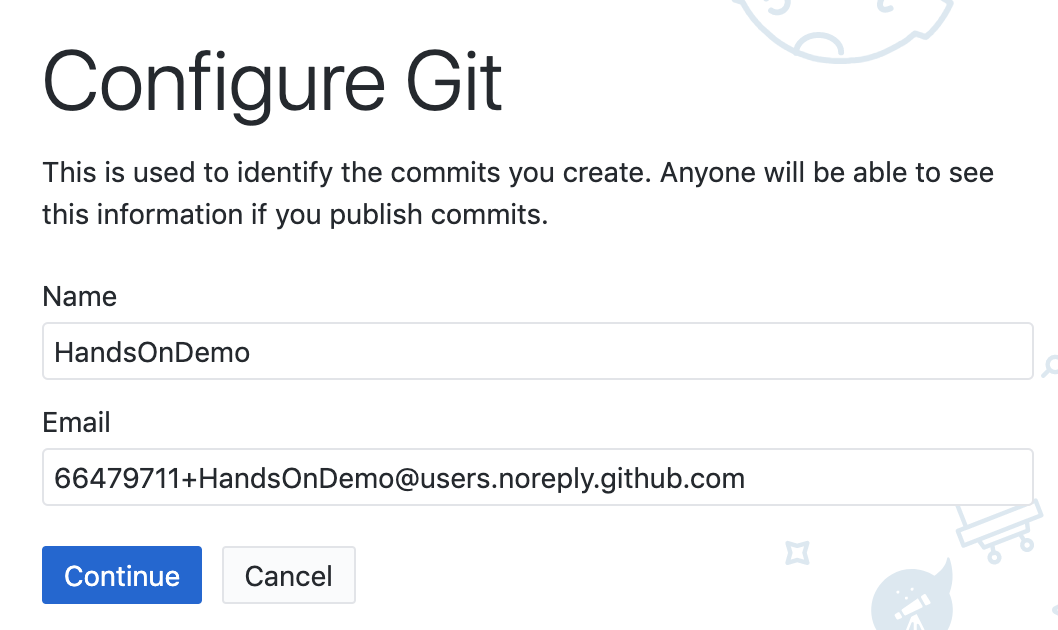 Configure Git
This is used to identify the commits you create. Anyone will be able to see
this information if you publish commits.
Name
HandsOnDemo
Email
66479711+HandsOnDemo@users.noreply.github.com
Continue
Cancel